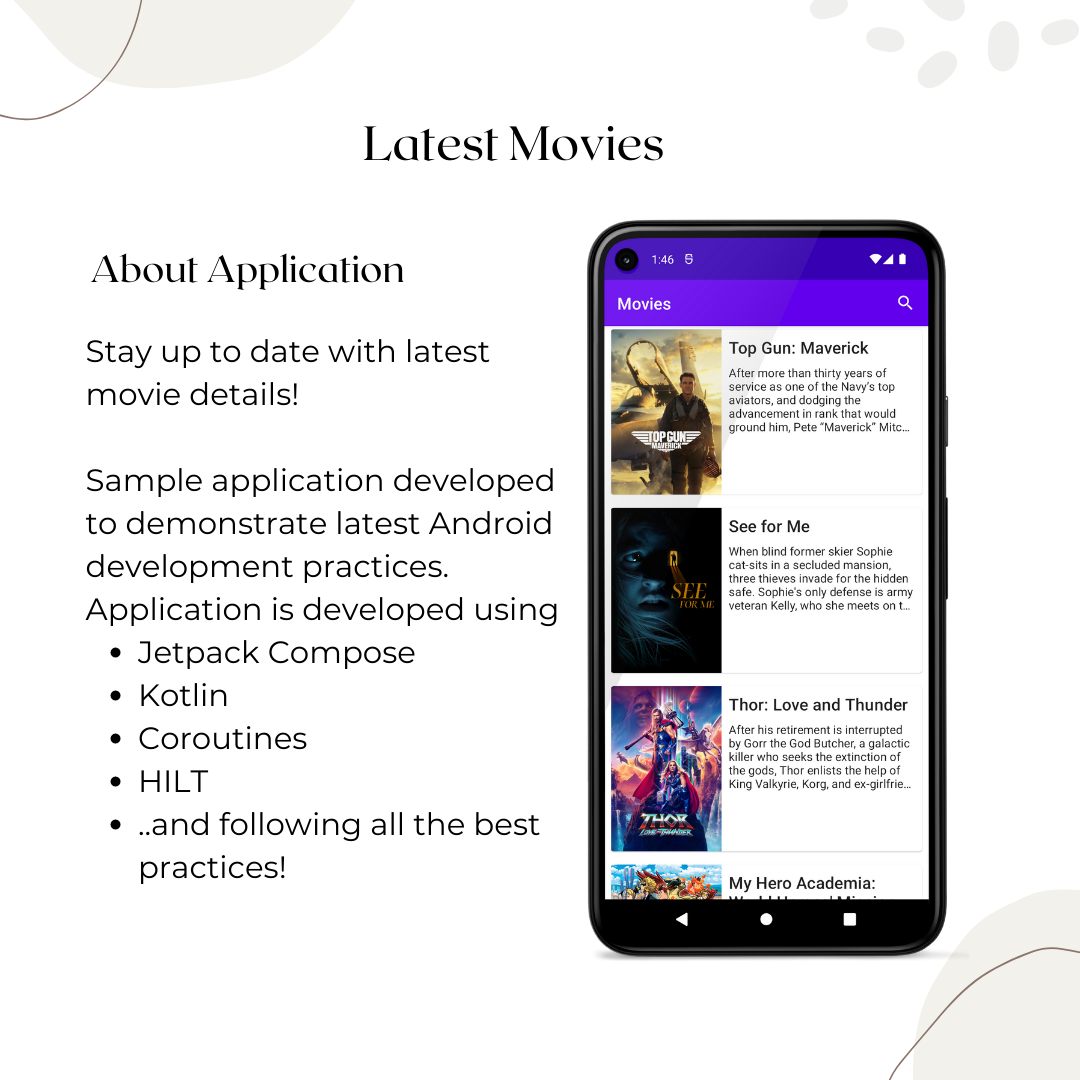 Latest Movies
About Application
Stay up to date with latest
movie details!
Sample application developed
to demonstrate latest Android
development practices.
Application is developed using
• Jetpack Compose
• Kotlin
• Coroutines
• HILT
• ..and following all the best
practices!
1:46
Movies
TOP GUN
MAVERICK
Top Gun: Maverick
After more than thirty years of
service as one of the Navy’s top
aviators, and dodging the
advancement in rank that would
ground him, Pete “Maverick” Mitc…
SEE
FOR ME
See for Me
When blind former skier Sophie
cat-sits in a secluded mansion,
three thieves invade for the hidden
safe. Sophie's only defense is army
veteran Kelly, who she meets on t…
THOR
LOVE AND THUNDER
Thor: Love and Thunder
After his retirement is interrupted
by Gorr the God Butcher, a galactic
killer who seeks the extinction of
the gods, Thor enlists the help of
King Valkyrie, Korg, and ex-girlfrie…
My Hero Academia: